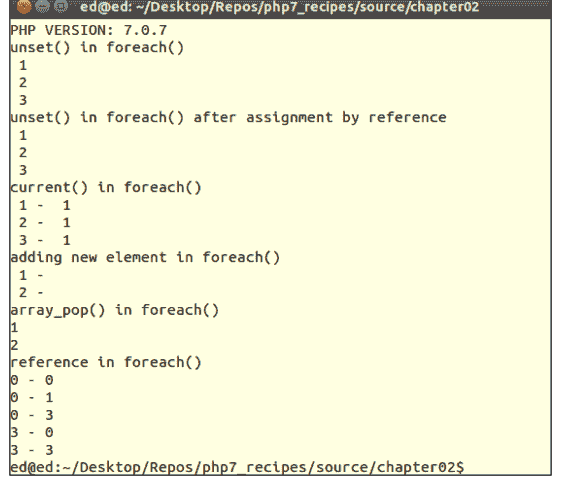 ed@ed: ~/Desktop/Repos/php7_recipes/source/chapter02
PHP VERSION: 7.0.7
unset() in foreach()
1
2
3
unset() in foreach() after assignment by reference
1
2
3
current() in foreach()
1 -  1
2 -  1
3 -  1
adding new element in foreach()
1 -
2 -
array_pop() in foreach()
1
2
reference in foreach()
0 - 0
0 - 1
0 - 3
3 - 0
3 - 3
ed@ed:~/Desktop/Repos/php7_recipes/source/chapter02$